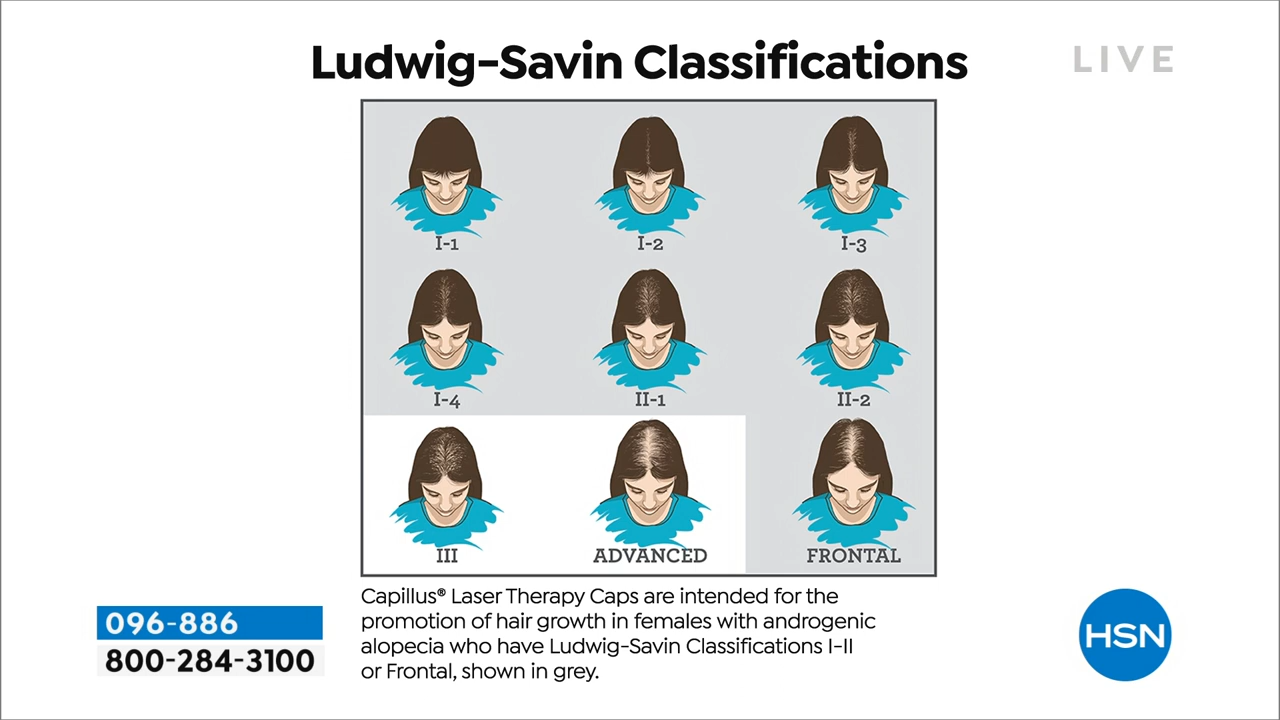 Ludwig-Savin Classifications
LIVE
I-1
I-2
I-3
I-4
II-1
II-2
III
ADVANCED
FRONTAL
Capillus® Laser Therapy Caps are intended for the
promotion of hair growth in females with androgenic
alopecia who have Ludwig-Savin Classifications I-II
or Frontal, shown in grey.
096-886
800-284-3100
HSN